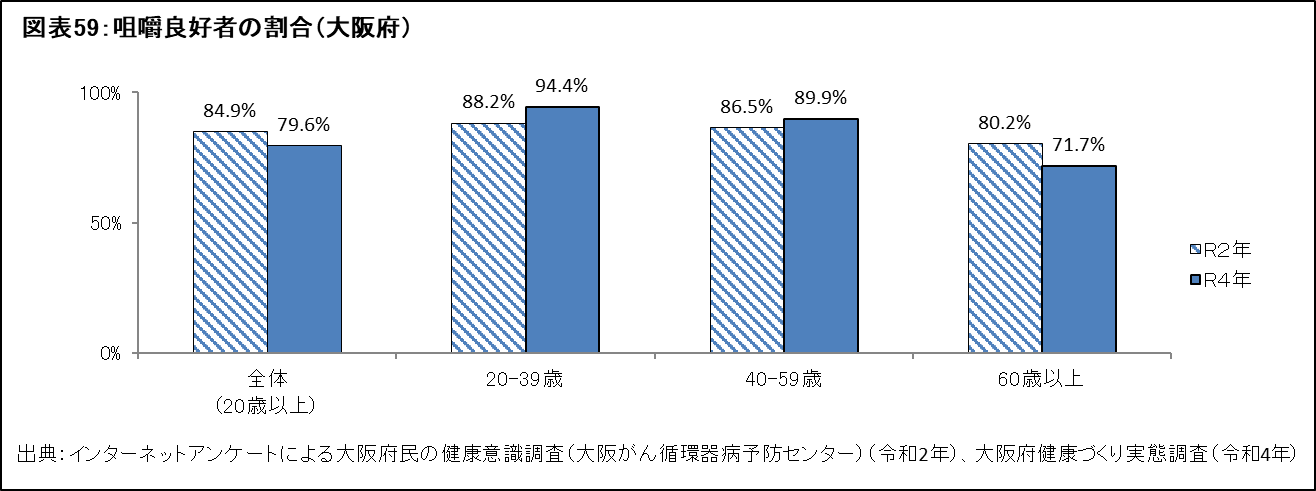 図表59：咀嚼良好者の割合（大阪府）
100%
50%
0%
84.9%
79.6%
88.2%
94.4%
86.5%
89.9%
80.2%
71.7%
全体
（20歳以上）
20-39歳
40-59歳
60歳以上
R2年
R4年
出典：インターネットアンケートによる大阪府民の健康意識調査（大阪がん循環器病予防センター）（令和2年）、大阪府健康づくり実態調査（令和4年）